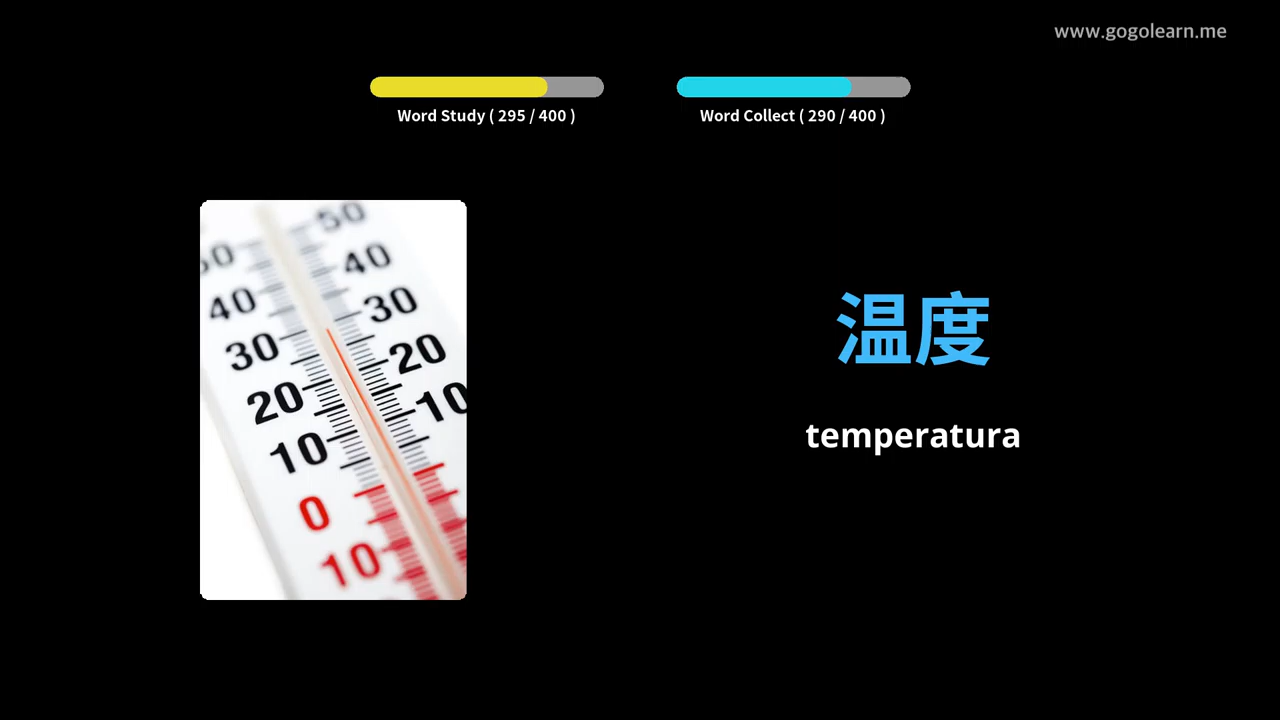 www.gogolearn.me
Word Study ( 295 / 400 )
Word Collect ( 290 / 400 )
50
40
30
20
10
40
30
20
10
0
10
温度
temperatura